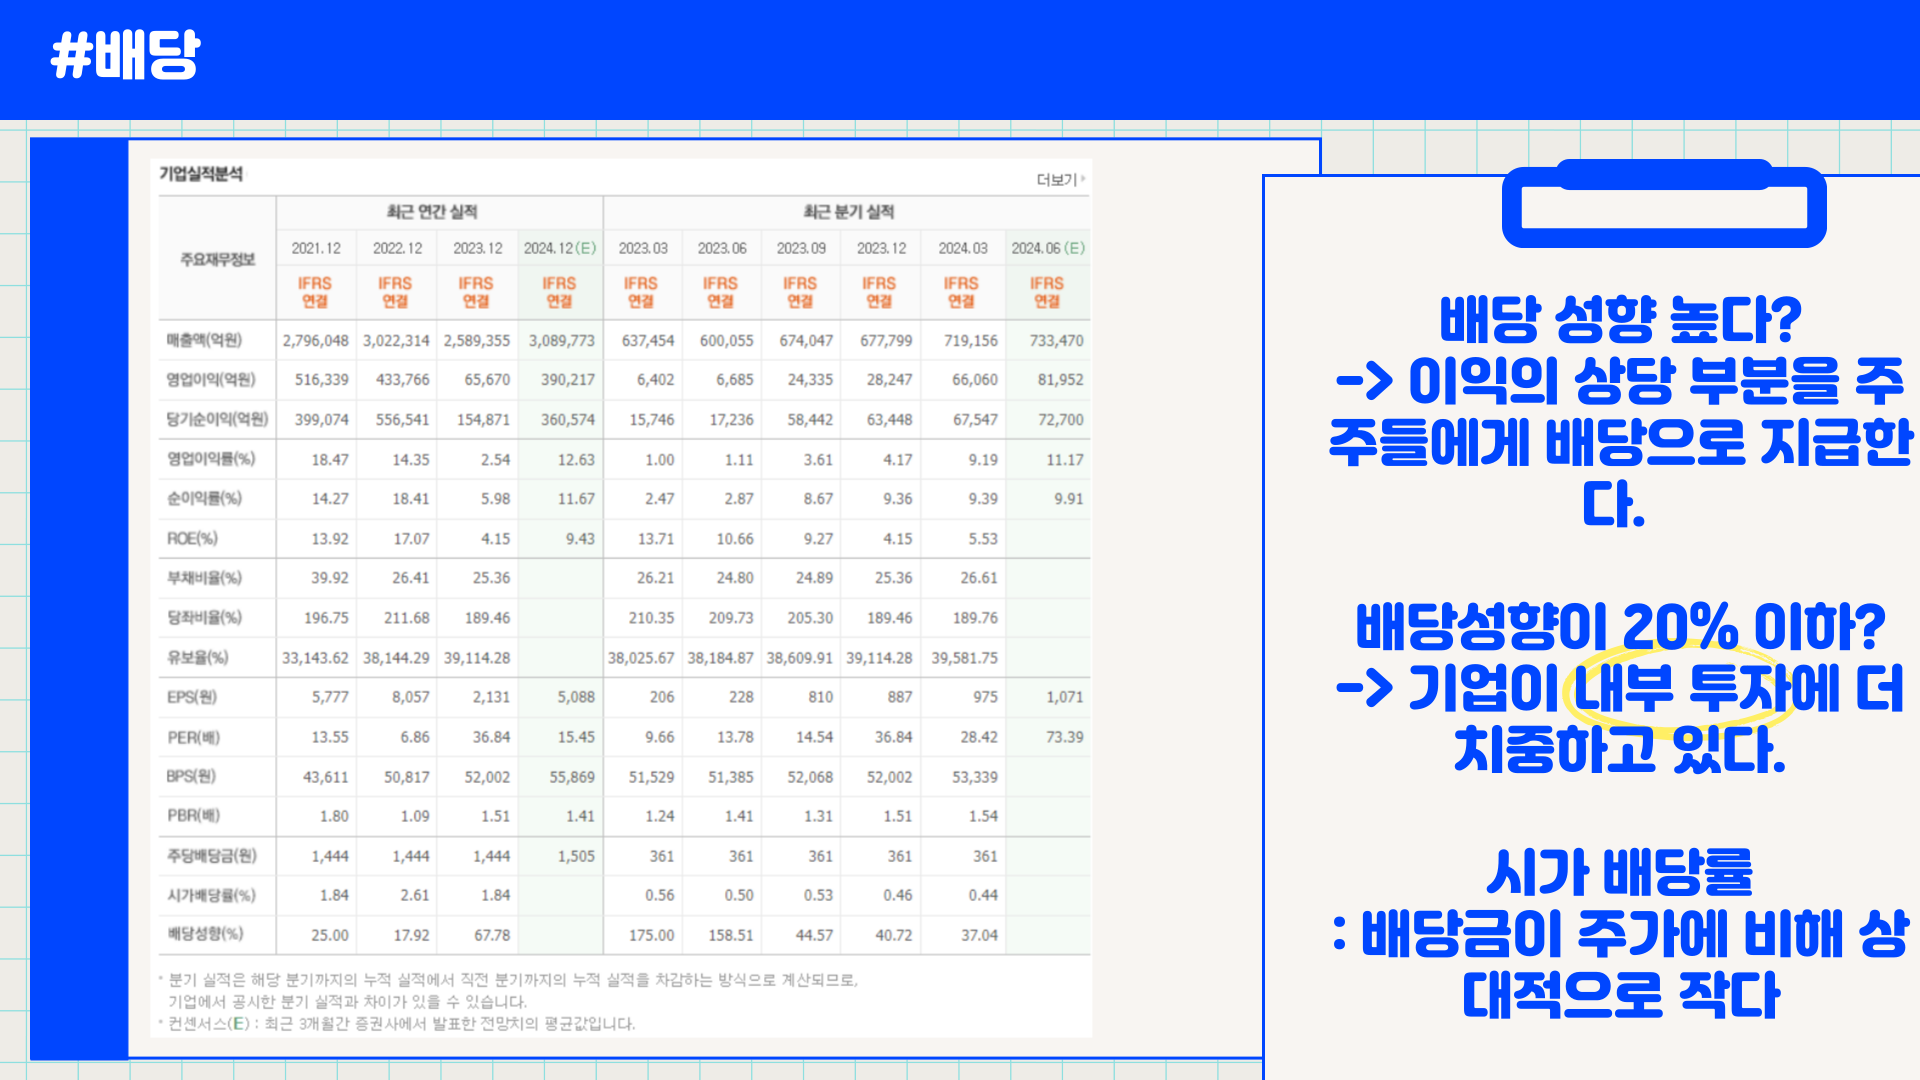 #배당
기업실적분석
더보기
주요재무정보 최근 연간 실적 최근 분기 실적
2021.12 2022.12 2023.12 2024.12(E) 2023.03 2023.06 2023.09 2023.12 2024.03 2024.06(E)
IFRS IFRS IFRS IFRS IFRS IFRS IFRS IFRS IFRS IFRS
연결 연결 연결 연결 연결 연결 연결 연결 연결 연결
매출액(억원) 2,796,048 3,022,314 2,589,355 3,089,773 637,454 600,055 674,047 677,799 719,156 733,470
영업이익(억원) 516,339 433,766 65,670 390,217 6,402 6,685 24,335 28,247 66,060 81,952
당기순이익(억원) 399,074 556,541 154,871 360,574 15,746 17,236 58,442 63,448 67,547 72,700
영업이익률(%) 18.47 14.35 2.54 12.63 1.00 1.11 3.61 4.17 9.19 11.17
순이익률(%) 14.27 18.41 5.98 11.67 2.47 2.87 8.67 9.36 9.39 9.91
ROE(%) 13.92 17.07 4.15 9.43 13.71 10.66 9.27 4.15 5.53
부채비율(%) 39.92 26.41 25.36 26.21 24.80 24.89 25.36 26.61
당좌비율(%) 196.75 211.68 189.46 210.35 209.73 205.30 189.46 189.76
유보율(%) 33,143.62 38,144.29 39,114.28 38,025.67 38,184.87 38,609.91 39,114.28 39,581.75
EPS(원) 5,777 8,057 2,131 5,088 206 228 810 887 975 1,071
PER(배) 13.55 6.86 36.84 15.45 9.66 13.78 14.54 36.84 28.42 73.39
BPS(원) 43,611 50,817 52,002 55,869 51,529 51,385 52,068 52,002 53,339
PBR(배) 1.80 1.09 1.51 1.41 1.24 1.41 1.31 1.51 1.54
주당배당금(원) 1,444 1,444 1,444 1,505 361 361 361 361 361
시가배당률(%) 1.84 2.61 1.84 0.56 0.50 0.53 0.46 0.44
배당성향(%) 25.00 17.92 67.78 175.00 158.51 44.57 40.72 37.04
* 분기 실적은 해당 분기까지의 누적 실적에서 직전 분기까지의 누적 실적을 차감하는 방식으로 계산되므로,
기업에서 공시한 분기 실적과 차이가 있을 수 있습니다.
* 컨센서스(E) : 최근 3개월간 증권사에서 발표한 전망치의 평균값입니다.
배당 성향 높다?
-> 이익의 상당 부분을 주
주들에게 배당으로 지급한
다.
배당성향이 20% 이하?
-> 기업이 내부 투자에 더
치중하고 있다.
시가 배당률
: 배당금이 주가에 비해 상
대적으로 작다